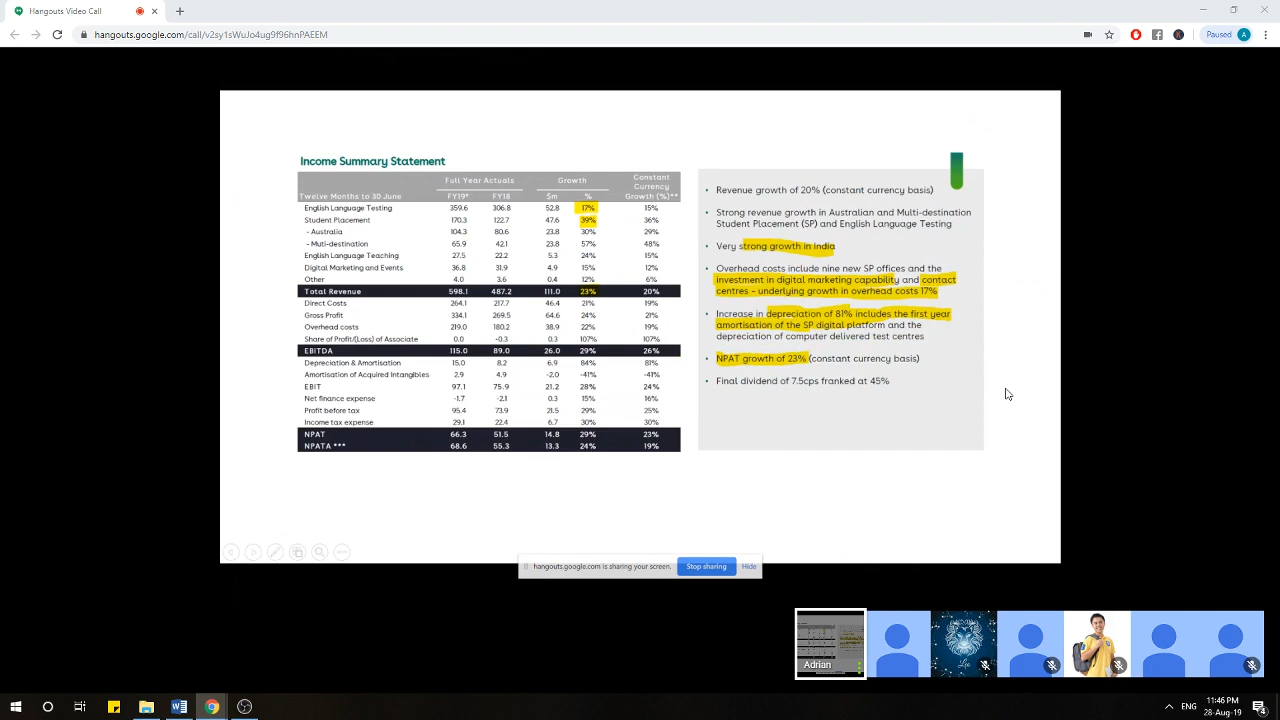 Hangouts Video Call
hangouts.google.com/call/v2sy1sWuJo4ug9f96hnPAEEM
Paused
A
Income Summary Statement
Full Year Actuals Growth Constant Currency Growth (%)**
Twelve Months to 30 June FY19* FY18 $m %
English Language Testing 359.6 306.8 52.8 17% 15%
Student Placement 170.3 122.7 47.6 39% 36%
- Australia 104.3 80.6 23.8 30% 29%
- Muti-destination 65.9 42.1 23.8 57% 48%
English Language Teaching 27.5 22.2 5.3 24% 15%
Digital Marketing and Events 36.8 31.9 4.9 15% 12%
Other 4.0 3.6 0.4 12% 6%
Total Revenue 598.1 487.2 111.0 23% 20%
Direct Costs 264.1 217.7 46.4 21% 19%
Gross Profit 334.1 269.5 64.6 24% 21%
Overhead costs 219.0 180.2 38.9 22% 19%
Share of Profit/(Loss) of Associate 0.0 -0.3 0.3 107% 107%
EBITDA 115.0 89.0 26.0 29% 26%
Depreciation & Amortisation 15.0 8.2 6.9 84% 81%
Amortisation of Acquired Intangibles 2.9 4.9 -2.0 -41% -41%
EBIT 97.1 75.9 21.2 28% 24%
Net finance expense -1.7 -2.1 0.3 15% 16%
Profit before tax 95.4 73.9 21.5 29% 25%
Income tax expense 29.1 22.4 6.7 30% 30%
NPAT 66.3 51.5 14.8 29% 23%
NPATA *** 68.6 55.3 13.3 24% 19%
• Revenue growth of 20% (constant currency basis)
• Strong revenue growth in Australian and Multi-destination
Student Placement (SP) and English Language Testing
• Very strong growth in India
• Overhead costs include nine new SP offices and the
investment in digital marketing capability and contact
centres – underlying growth in overhead costs 17%
• Increase in depreciation of 81% includes the first year
amortisation of the SP digital platform and the
depreciation of computer delivered test centres
• NPAT growth of 23% (constant currency basis)
• Final dividend of 7.5cps franked at 45%
hangouts.google.com is sharing your screen.
Stop sharing
Hide
Adrian
ENG
11:46 PM
28-Aug-19